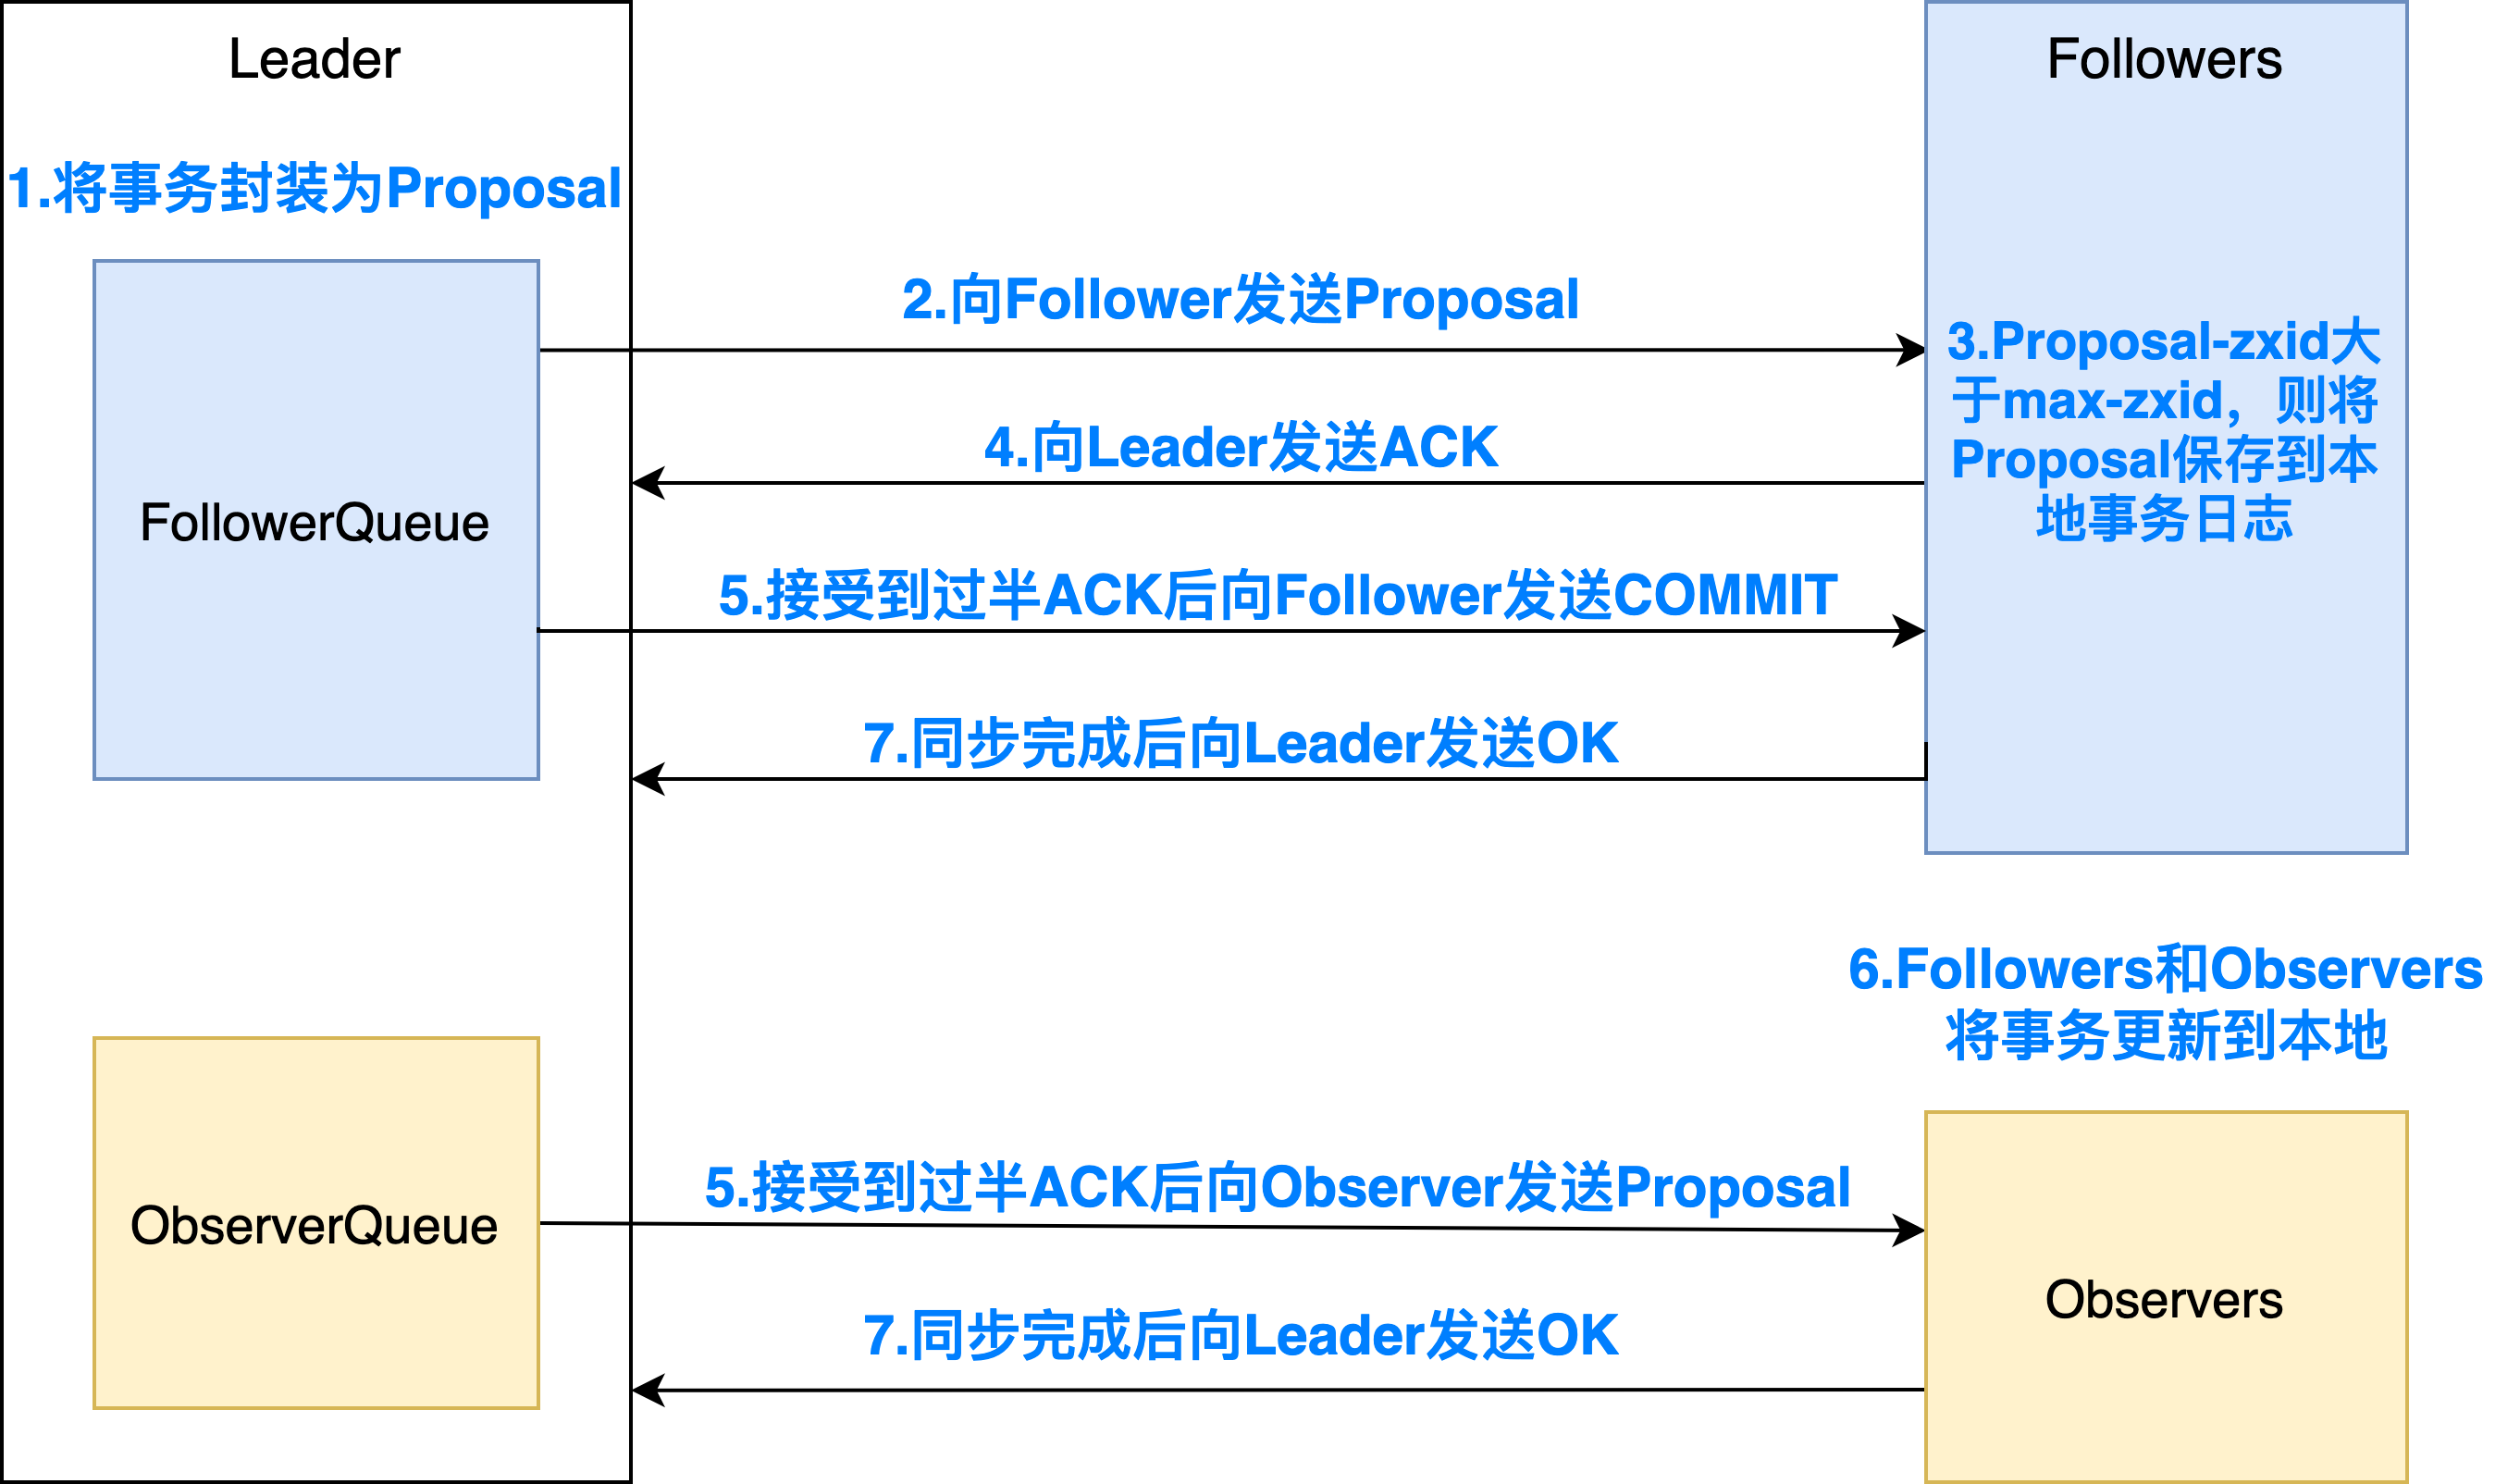 Leader
Followers
1.将事务封装为Proposal
2.向Follower发送Proposal
3.Proposal-zxid大
于max-zxid，则将
Proposal保存到本
地事务日志
4.向Leader发送ACK
FollowerQueue
5.接受到过半ACK后向Follower发送COMMIT
7.同步完成后向Leader发送OK
6.Followers和Observers
将事务更新到本地
5.接受到过半ACK后向Observer发送Proposal
ObserverQueue
Observers
7.同步完成后向Leader发送OK